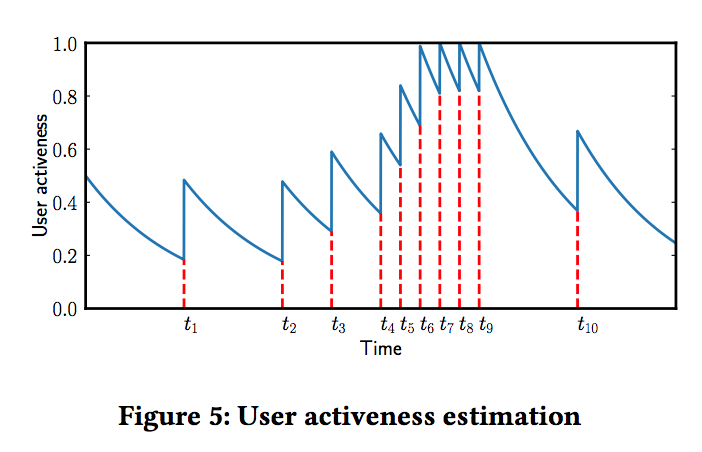 1.0
0.8
0.6
0.4
0.2
0.0
User activeness
t1 t2 t3 t4 t5 t6 t7 t8 t9 t10
Time
Figure 5: User activeness estimation